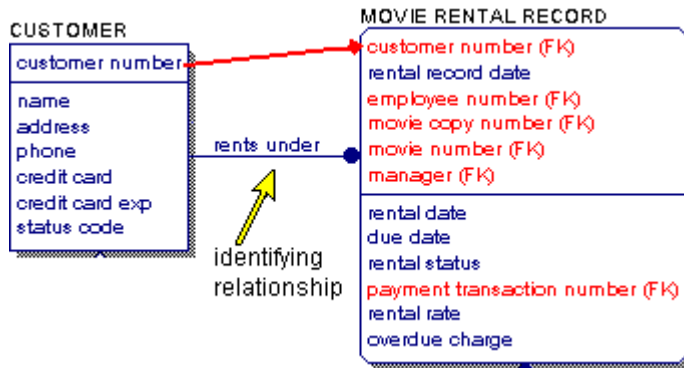 CUSTOMER
customer number
name
address
phone
credit card
credit card exp
status code
rents under
identifying
relationship
MOVIE RENTAL RECORD
customer number (FK)
rental record date
employee number (FK)
movie copy number (FK)
movie number (FK)
manager (FK)
rental date
due date
rental status
payment transaction number (FK)
rental rate
overdue charge